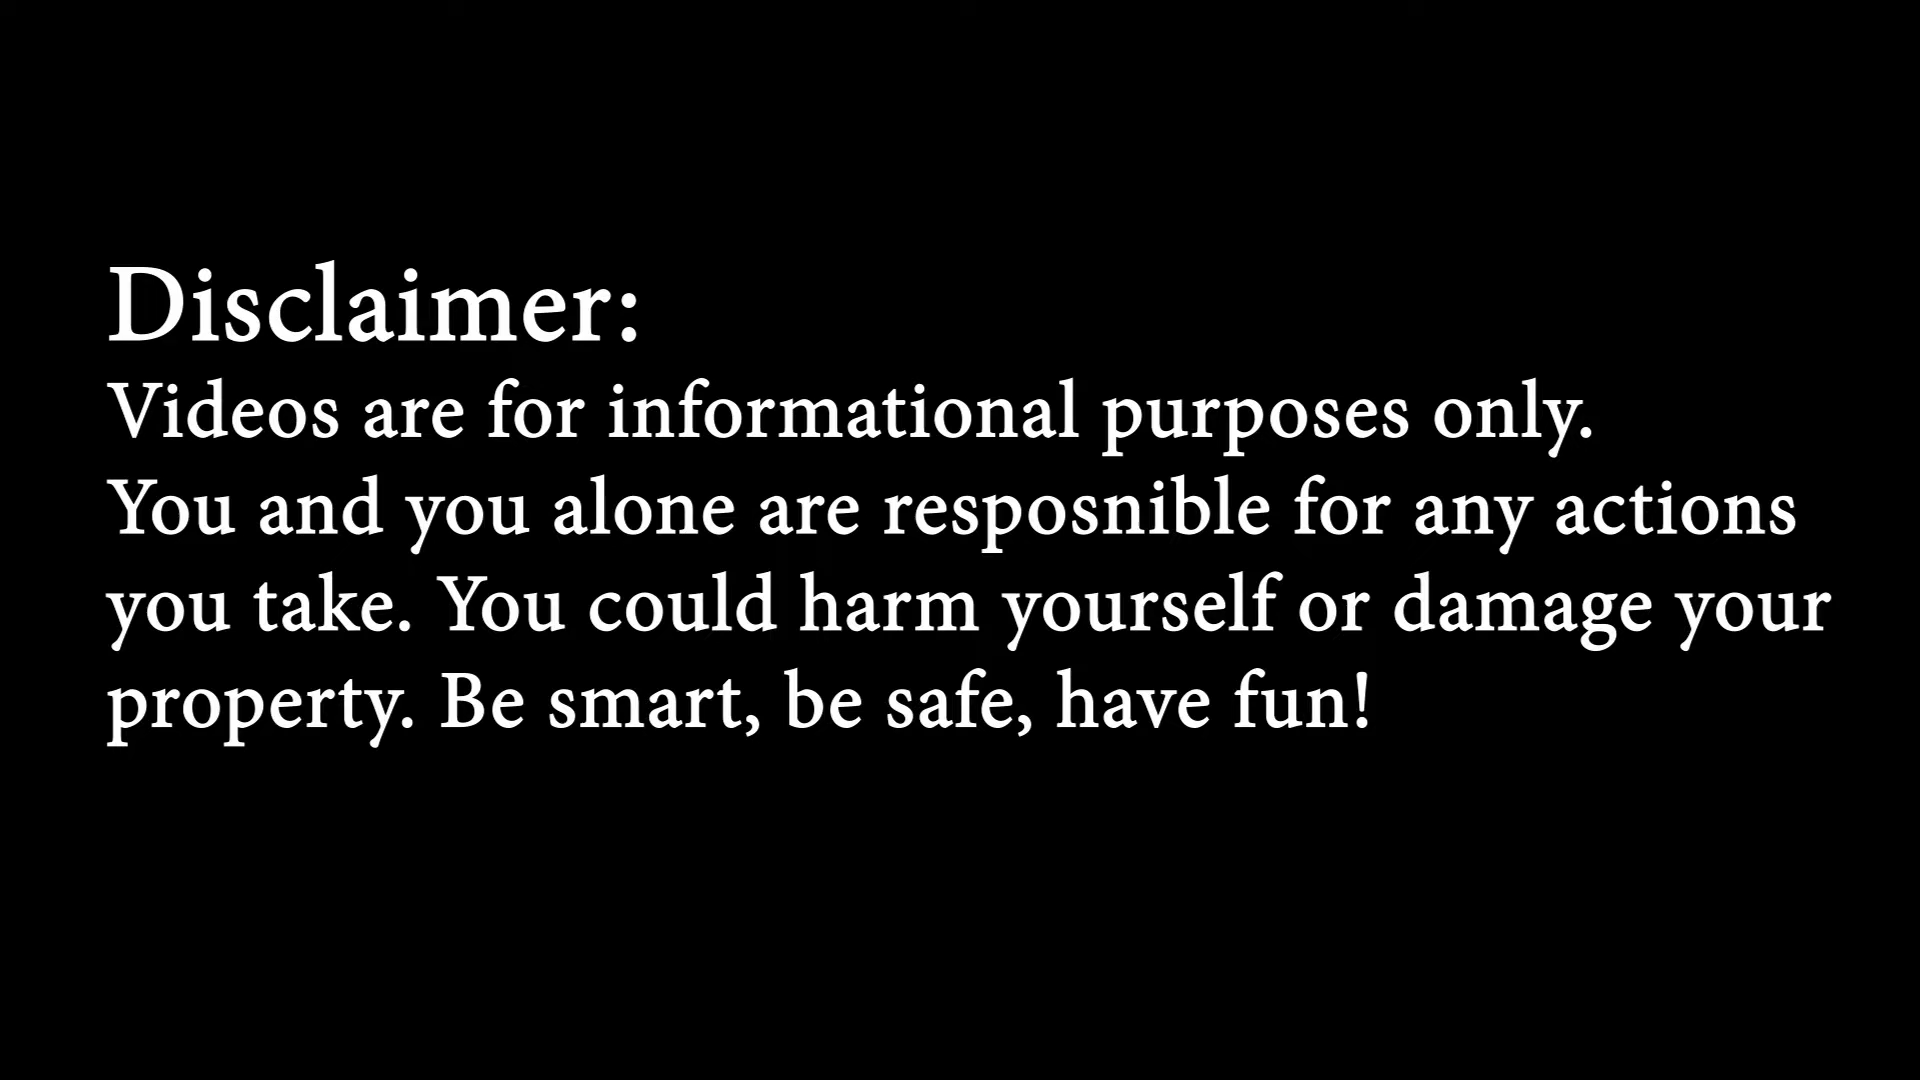 Disclaimer:
Videos are for informational purposes only.
You and you alone are resposnible for any actions
you take. You could harm yourself or damage your
property. Be smart, be safe, have fun!